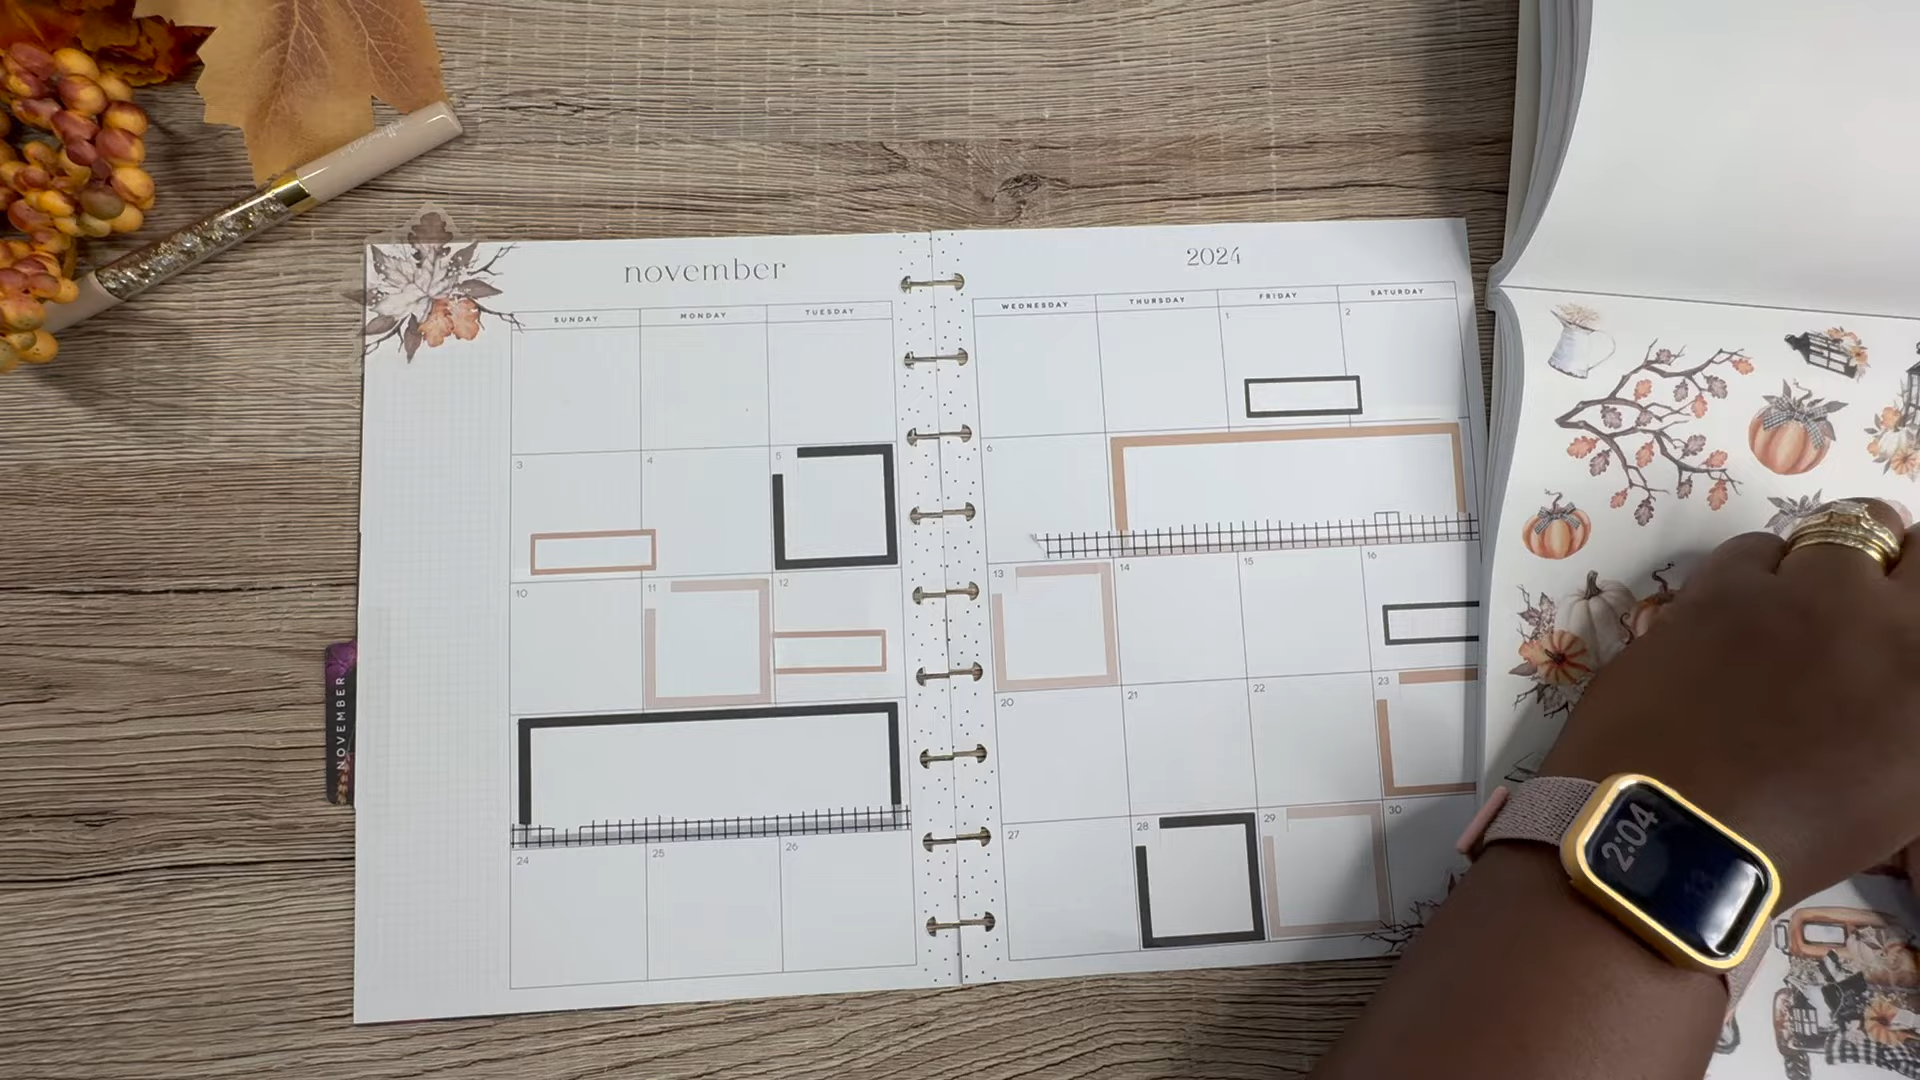 november
2024
SUNDAY MONDAY TUESDAY WEDNESDAY THURSDAY FRIDAY SATURDAY
1 2
3 4 5 6
10 11 12 13 14 15 16
20 21 22 23
24 25 26 27 28 29 30
NOVEMBER
2:04